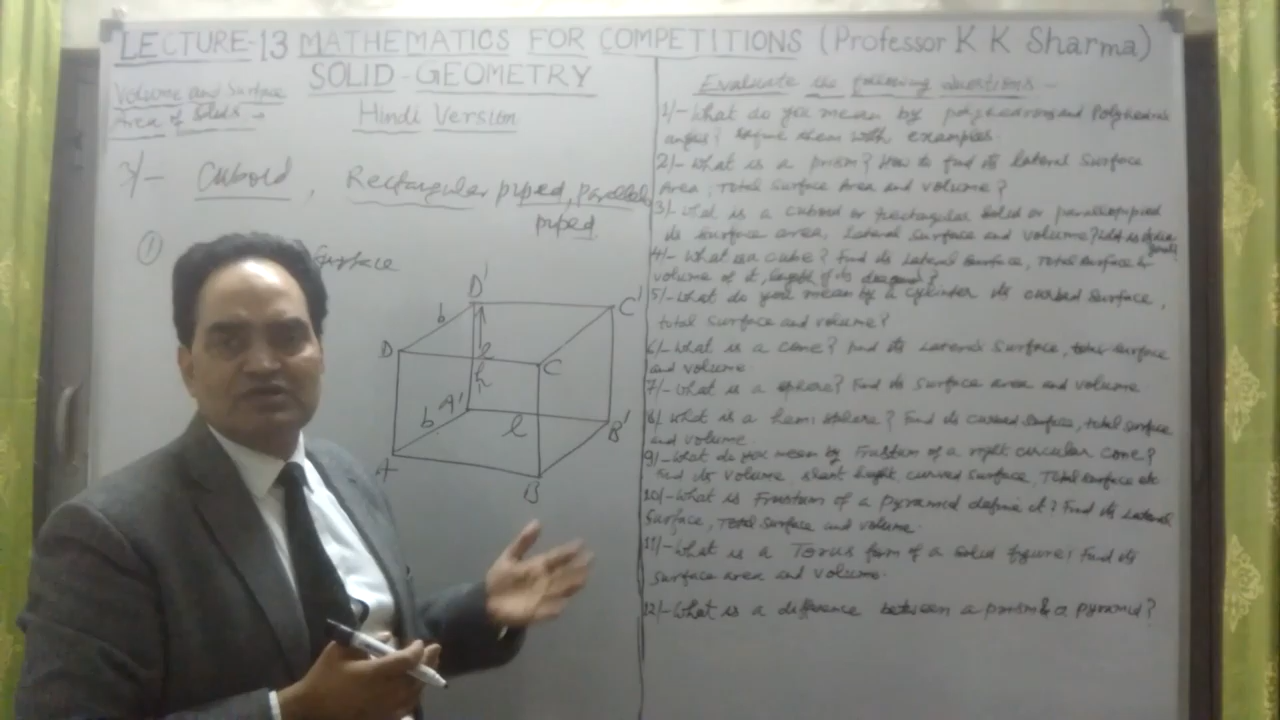 LECTURE-13 MATHEMATICS FOR COMPETITIONS (Professor K K Sharma)
SOLID-GEOMETRY
Volume and Surface
Area of Solids →
Hindi Version
3/- Cuboid, Rectangular piped, parallelo
piped
①
Surface
D'
C'
b
D
l
C
h
A'
b
l
B'
A
B
Evaluate the following questions -
1/- What do you mean by polyhedrons and Polyhedral
angles? define them with examples.
2/- What is a prism? How to find its lateral Surface
Area, Total Surface Area and volume?
3/- What is a cuboid or rectangular solid or parallelopiped
its surface area, lateral surface and volume? What is
4/- What is a cube? Find its Lateral Surface, Total surface &
volume of it, length of its diagonal?
5/- What do you mean by a cylinder its curbed surface,
total surface and volume?
6/- What is a cone? Find its Lateral Surface, total surface
and volume
7/- What is a sphere? Find its surface area and volume
8/ What is a hemi sphere? Find its curbed surface, total surface
and volume.
9/- What do you mean by Frustum of a right circular cone?
Find its volume, slant height, curved surface, Total surface etc
10/- What is Frustum of a pyramid define it? Find its Lateral
Surface, Total Surface and volume.
11/- What is a Torus form of a solid figure; Find its
surface area and volume.
12/- What is a difference between a prism & a pyramid?